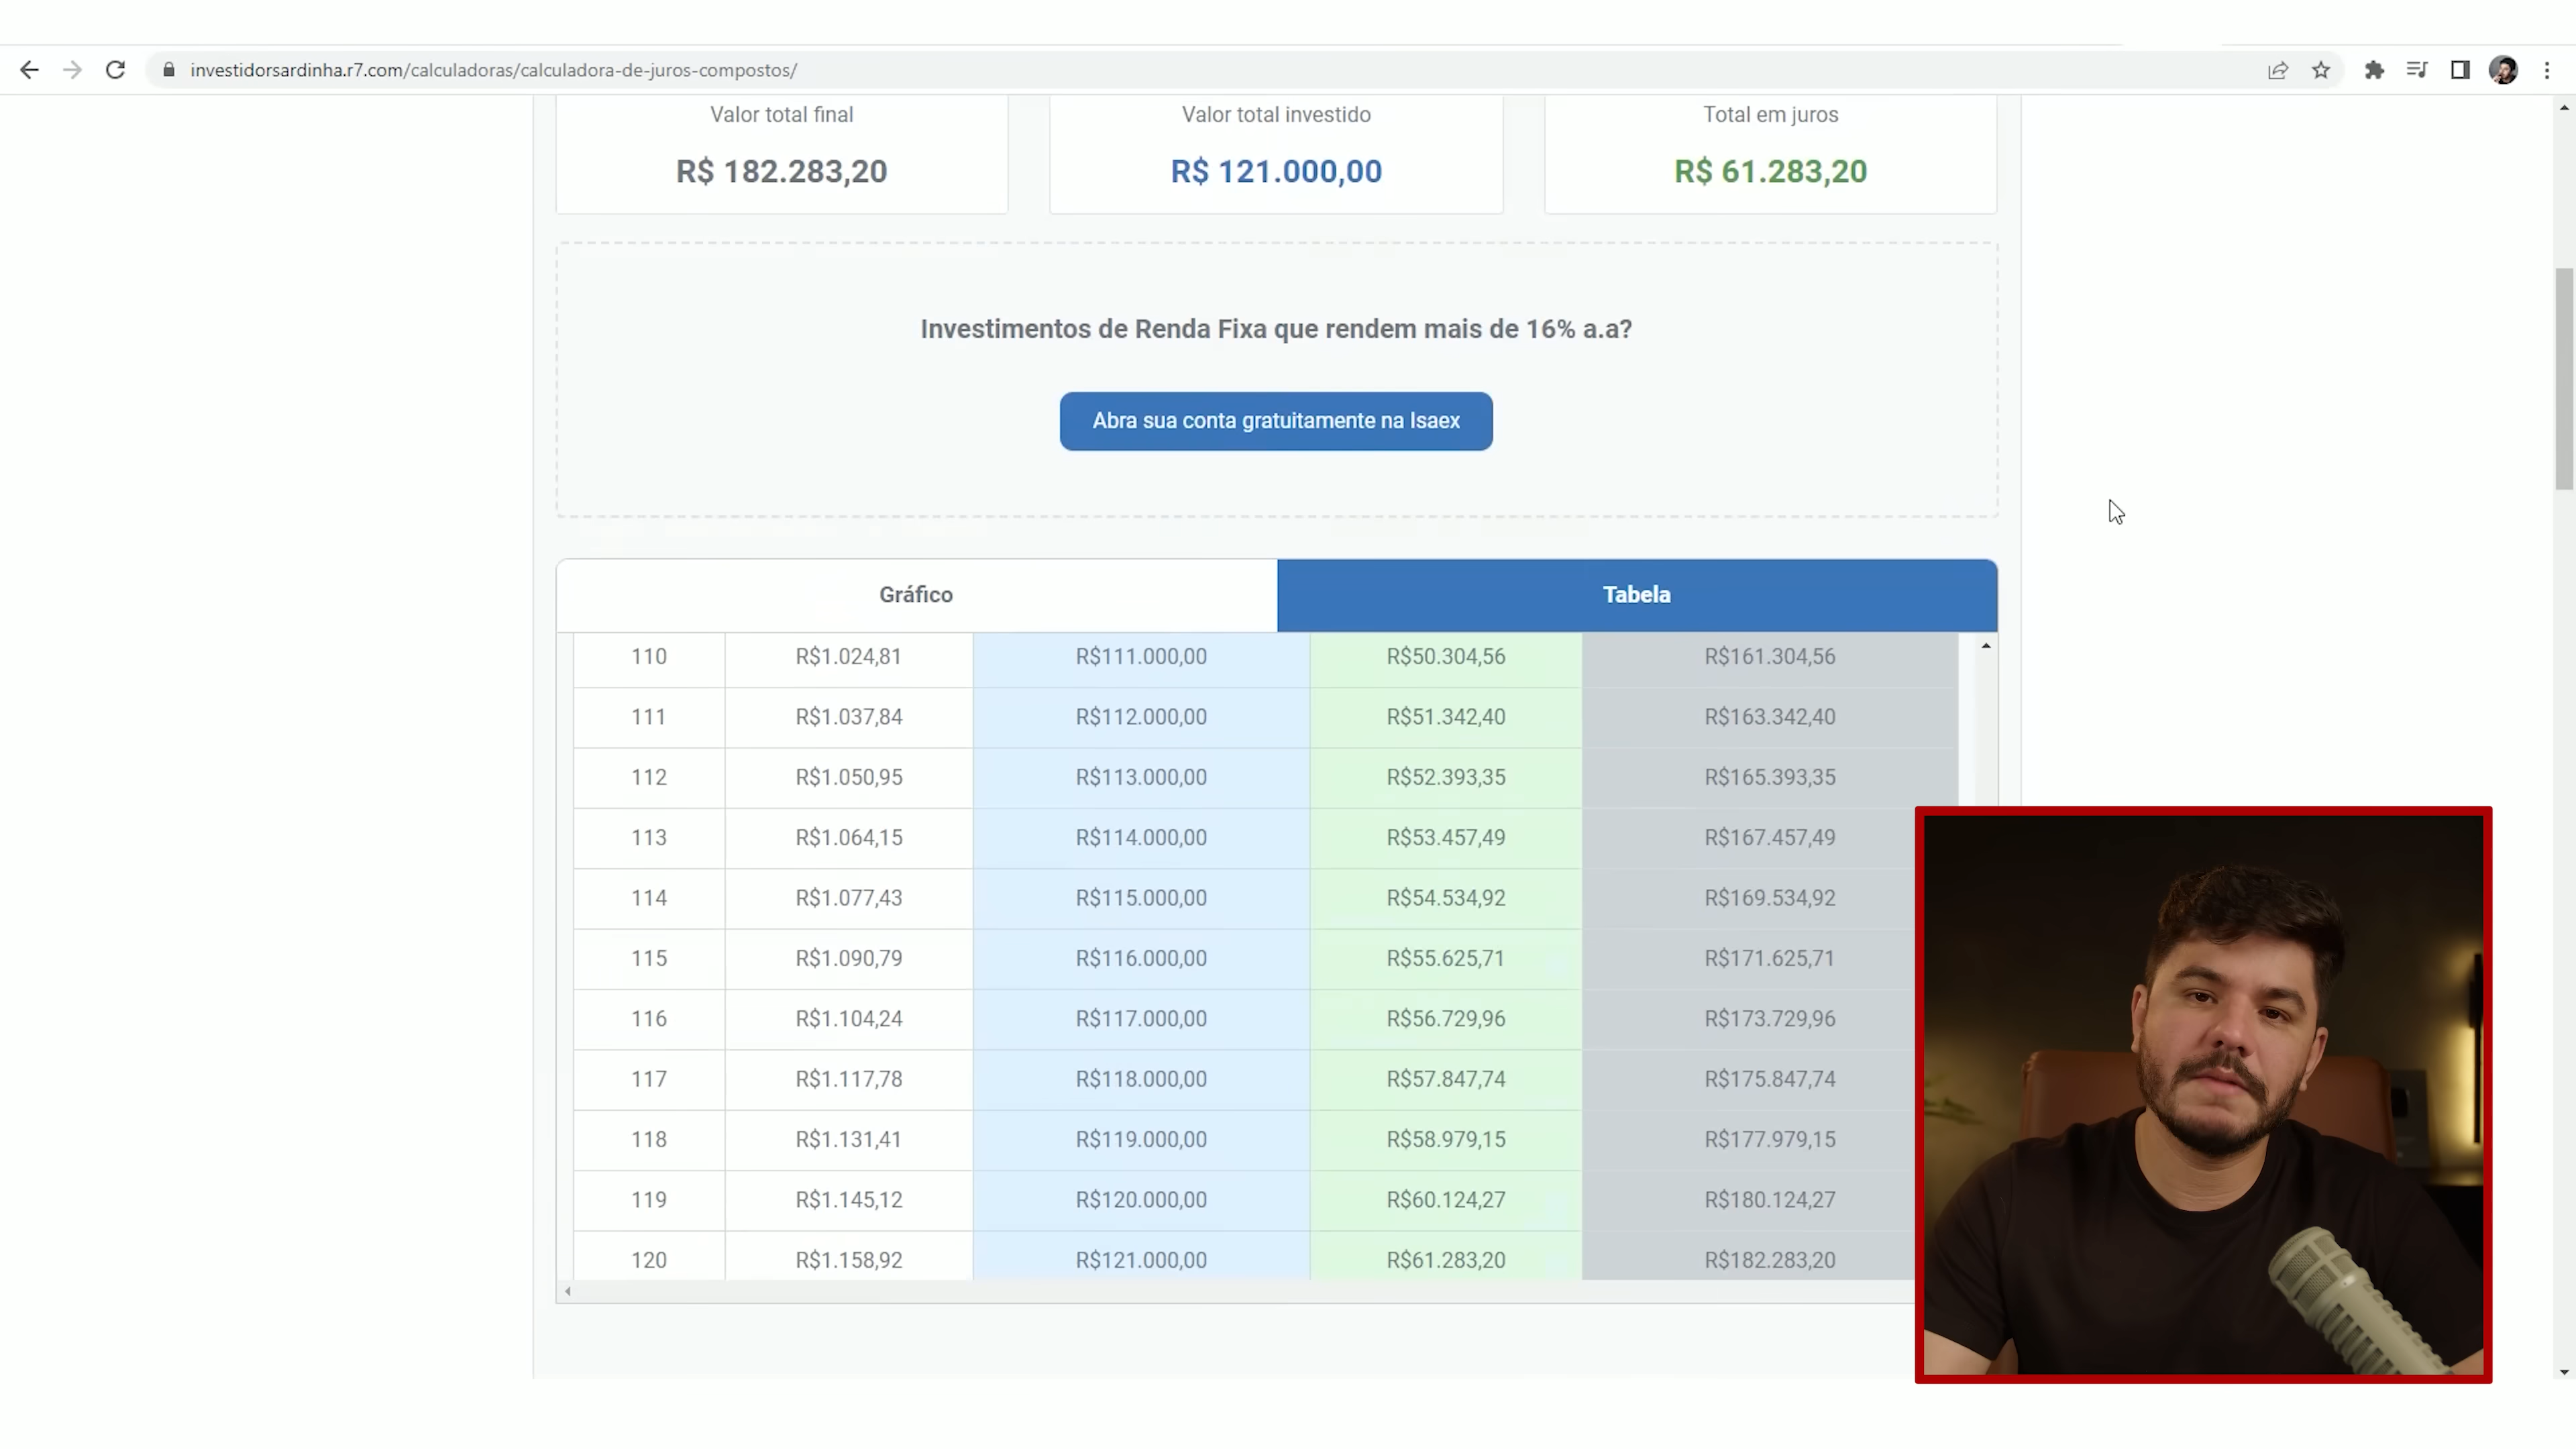 investidorsardinha.r7.com/calculadoras/calculadora-de-juros-compostos/
Valor total final Valor total investido Total em juros
R$ 182.283,20 R$ 121.000,00 R$ 61.283,20
Investimentos de Renda Fixa que rendem mais de 16% a.a?
Abra sua conta gratuitamente na Isaex
Gráfico Tabela
110 R$1.024,81 R$111.000,00 R$50.304,56 R$161.304,56
111 R$1.037,84 R$112.000,00 R$51.342,40 R$163.342,40
112 R$1.050,95 R$113.000,00 R$52.393,35 R$165.393,35
113 R$1.064,15 R$114.000,00 R$53.457,49 R$167.457,49
114 R$1.077,43 R$115.000,00 R$54.534,92 R$169.534,92
115 R$1.090,79 R$116.000,00 R$55.625,71 R$171.625,71
116 R$1.104,24 R$117.000,00 R$56.729,96 R$173.729,96
117 R$1.117,78 R$118.000,00 R$57.847,74 R$175.847,74
118 R$1.131,41 R$119.000,00 R$58.979,15 R$177.979,15
119 R$1.145,12 R$120.000,00 R$60.124,27 R$180.124,27
120 R$1.158,92 R$121.000,00 R$61.283,20 R$182.283,20